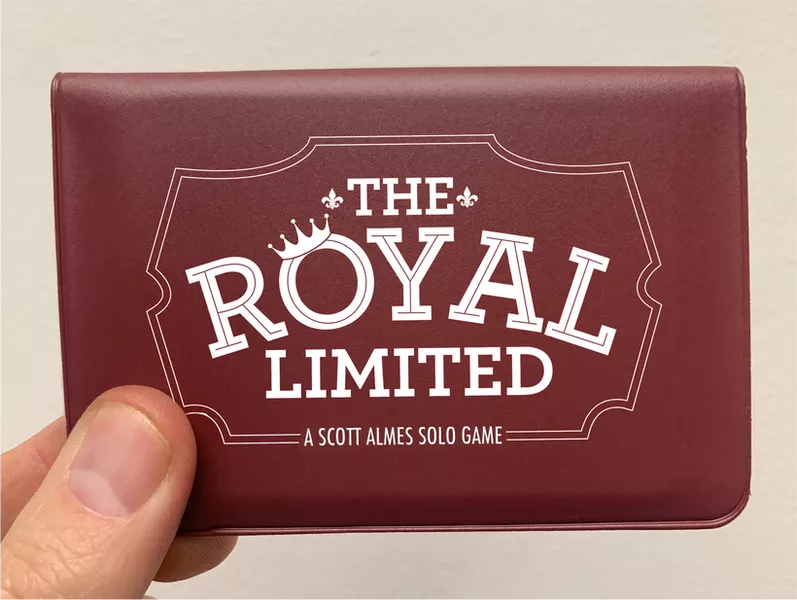 THE
ROYAL
LIMITED
A SCOTT ALMES SOLO GAME